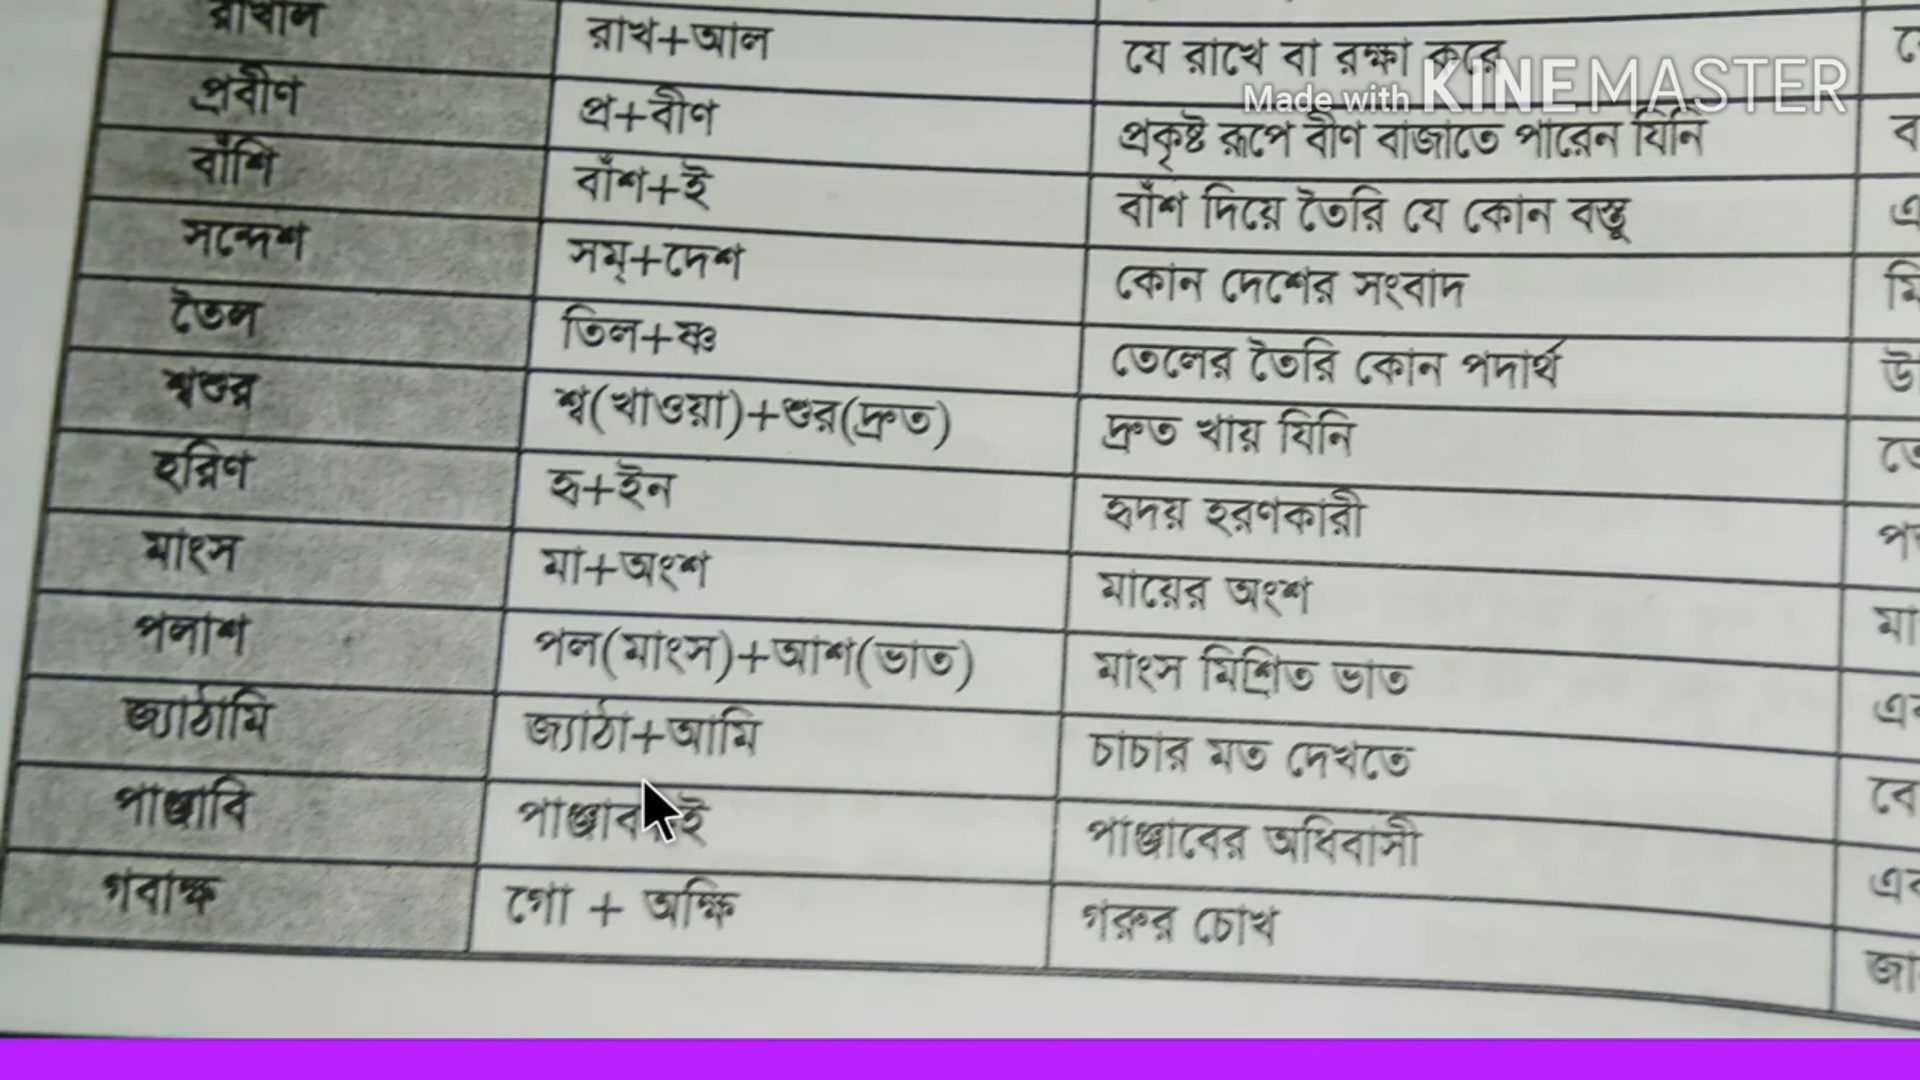 রাখাল রাখ+আল যে রাখে বা রক্ষা করে
Made with KINEMASTER
প্রবীণ প্র+বীণ প্রকৃষ্ট রূপে বীণ বাজাতে পারেন যিনি
বাঁশি বাঁশ+ই বাঁশ দিয়ে তৈরি যে কোন বস্তু
সন্দেশ সম্+দেশ কোন দেশের সংবাদ
তৈল তিল+ষ্ণ তেলের তৈরি কোন পদার্থ
শ্বশুর শ্ব(খাওয়া)+শুর(দ্রুত) দ্রুত খায় যিনি
হরিণ হৃ+ইন হৃদয় হরণকারী
মাংস মা+অংশ মায়ের অংশ
পলাশ পল(মাংস)+আশ(ভাত) মাংস মিশ্রিত ভাত
জ্যাঠামি জ্যাঠা+আমি চাচার মত দেখতে
পাঞ্জাবি পাঞ্জাব+ই পাঞ্জাবের অধিবাসী
গবাক্ষ গো + অক্ষি গরুর চোখ